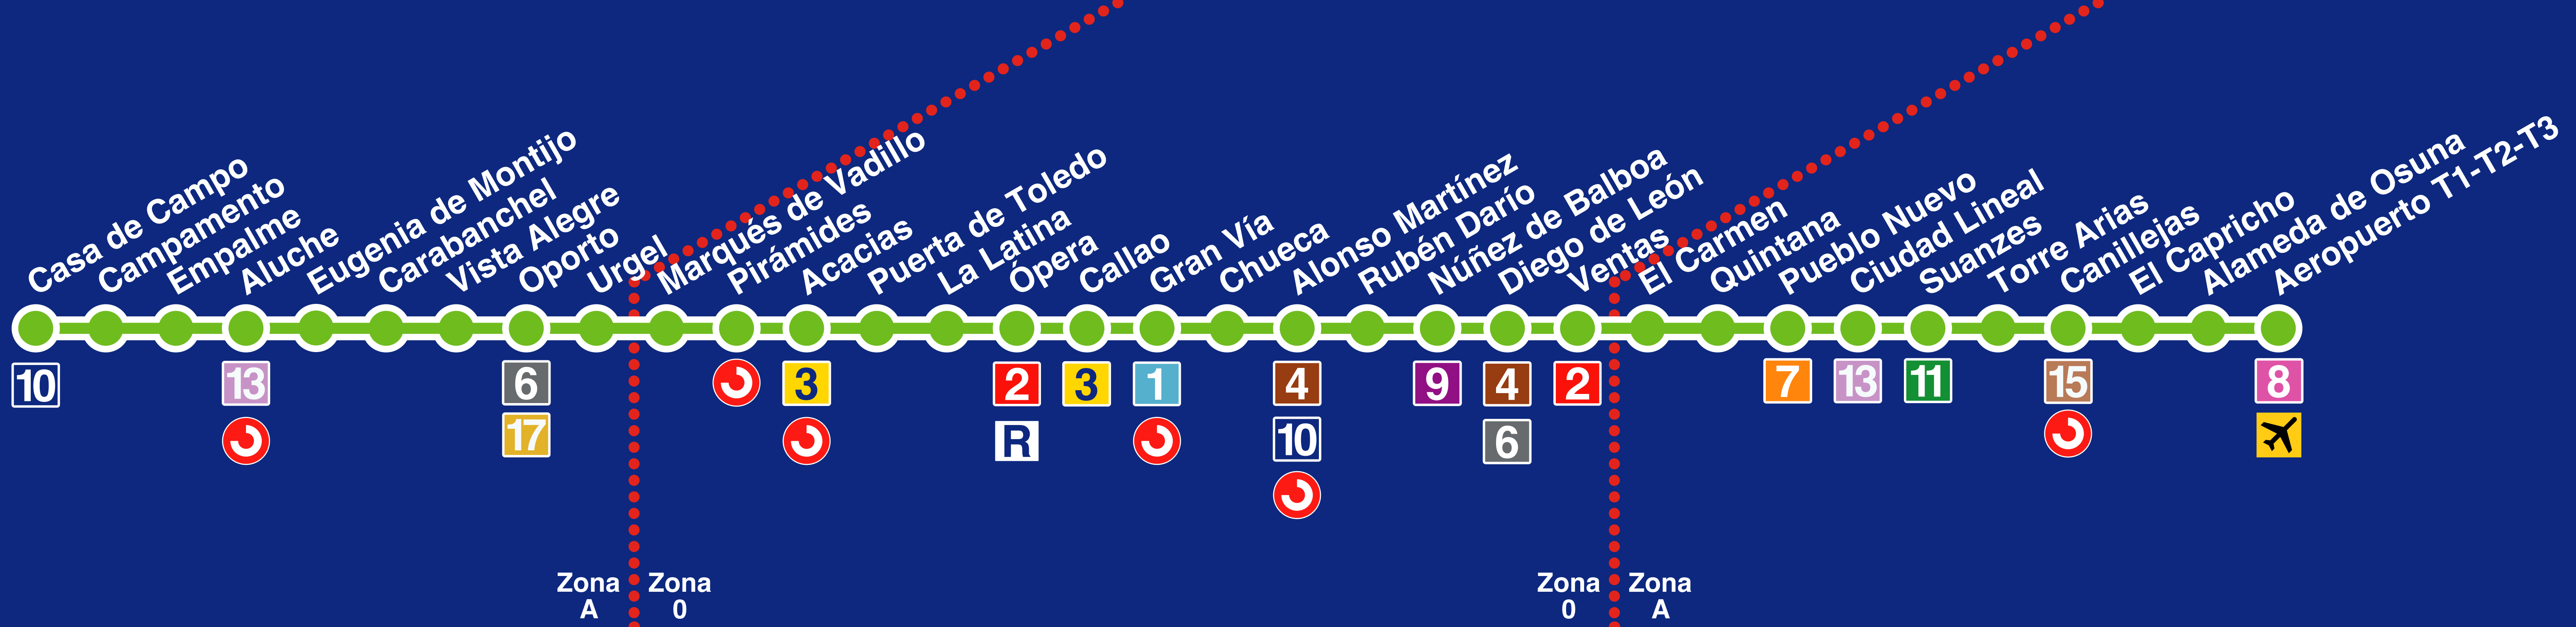 Casa de Campo
Campamento
Empalme
Aluche
Eugenia de Montijo
Carabanchel
Vista Alegre
Oporto
Urgel
Marqués de Vadillo
Pirámides
Acacias
Puerta de Toledo
La Latina
Ópera
Callao
Gran Vía
Chueca
Alonso Martínez
Rubén Darío
Núñez de Balboa
Diego de León
Ventas
El Carmen
Quintana
Pueblo Nuevo
Ciudad Lineal
Suanzes
Torre Arias
Canillejas
El Capricho
Alameda de Osuna
Aeropuerto T1-T2-T3
10
13
6
17
3
2
R
3
1
4
10
9
4
6
2
7
13
11
15
8
Zona
A
Zona
0
Zona
0
Zona
A